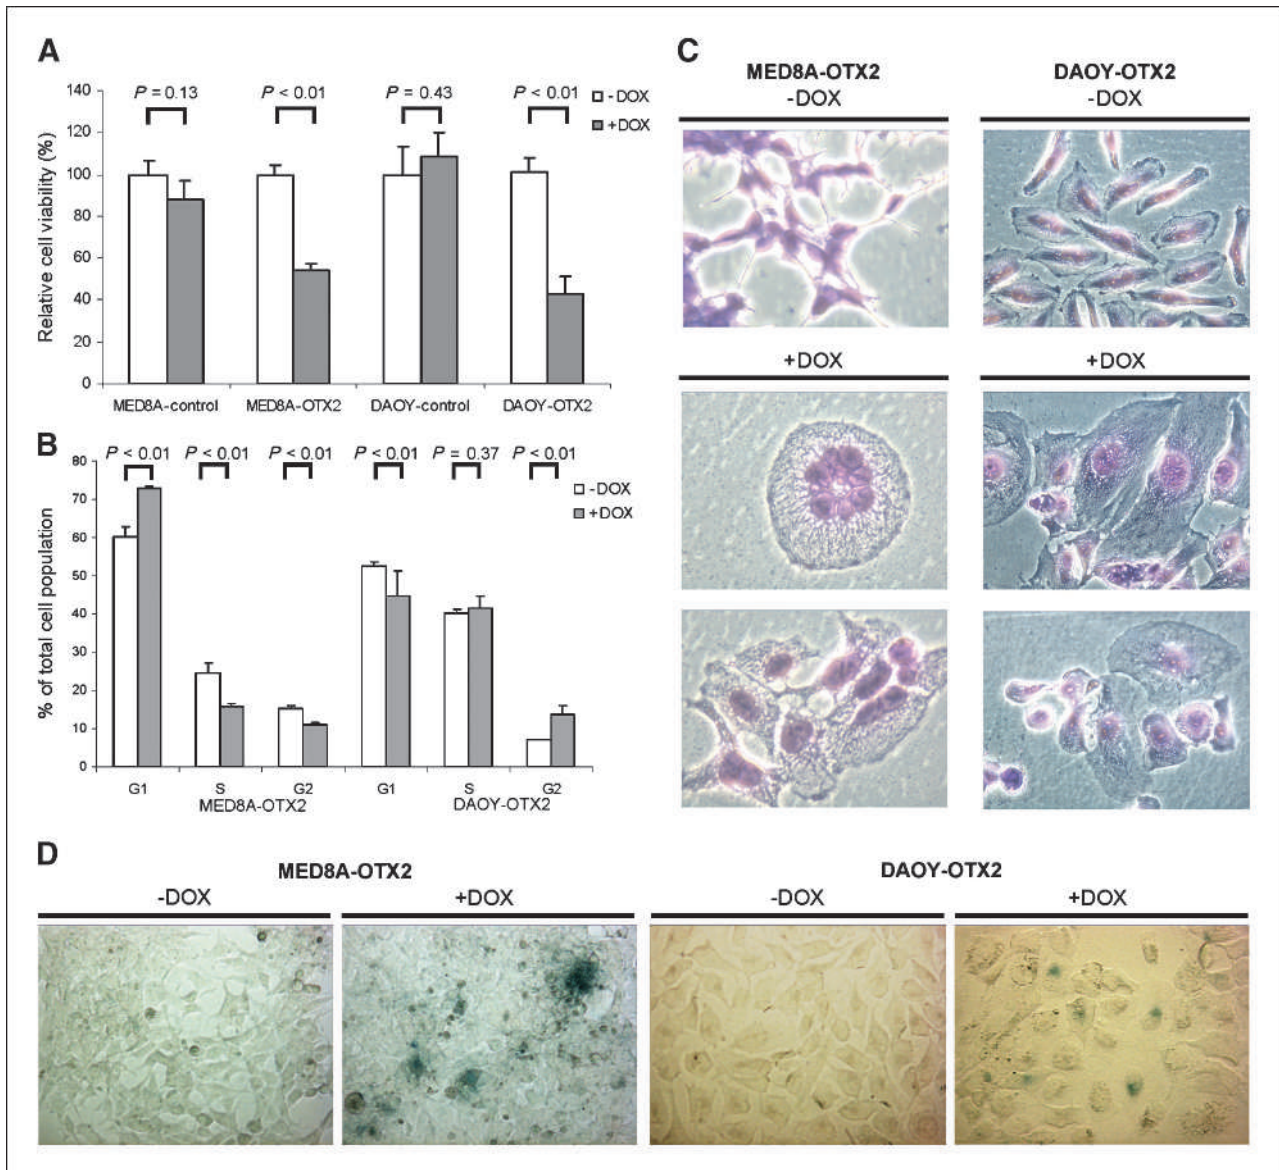 A
140
120
100
80
60
40
20
0
Relative cell viability (%)
P = 0.13
P < 0.01
P = 0.43
P < 0.01
-DOX
+DOX
MED8A-control
MED8A-OTX2
DAOY-control
DAOY-OTX2
B
80
70
60
50
40
30
20
10
0
% of total cell population
P < 0.01
P < 0.01
P < 0.01
P < 0.01
P = 0.37
P < 0.01
-DOX
+DOX
G1
S
G2
G1
S
G2
MED8A-OTX2
DAOY-OTX2
C
MED8A-OTX2
-DOX
DAOY-OTX2
-DOX
+DOX
+DOX
D
MED8A-OTX2
DAOY-OTX2
-DOX
+DOX
-DOX
+DOX